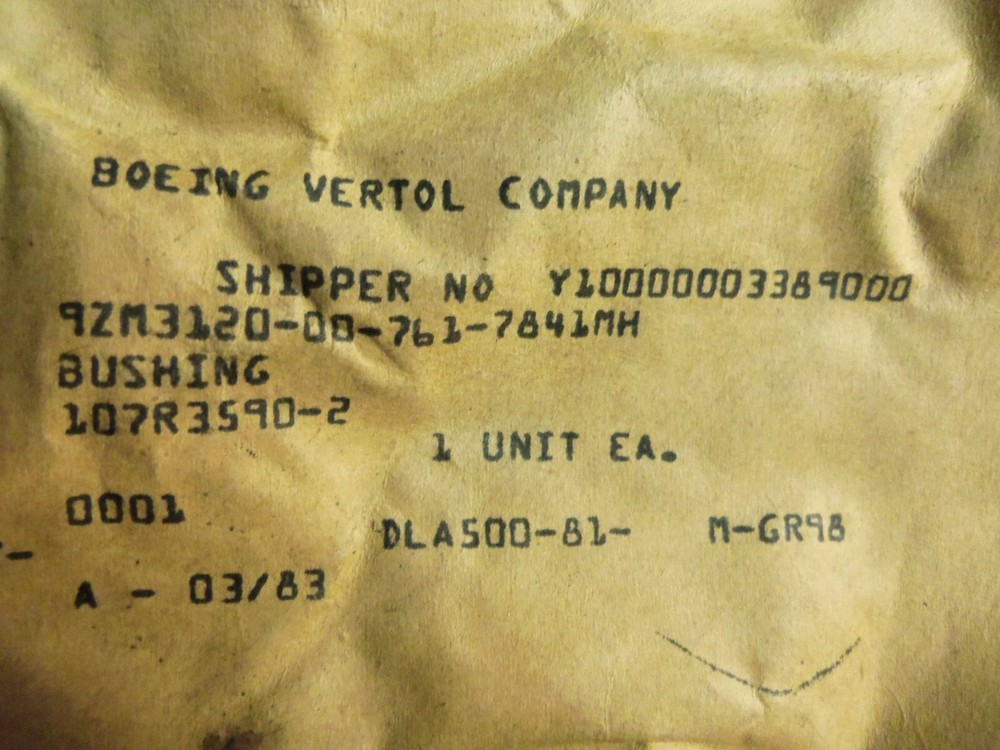 BOEING VERTOL COMPANY
SHIPPER NO Y10000003389000
9ZM3120-00-761-7841MH
BUSHING
107R3590-2
1 UNIT EA.
0001
DLA500-81- M-GR98
A - 03/83